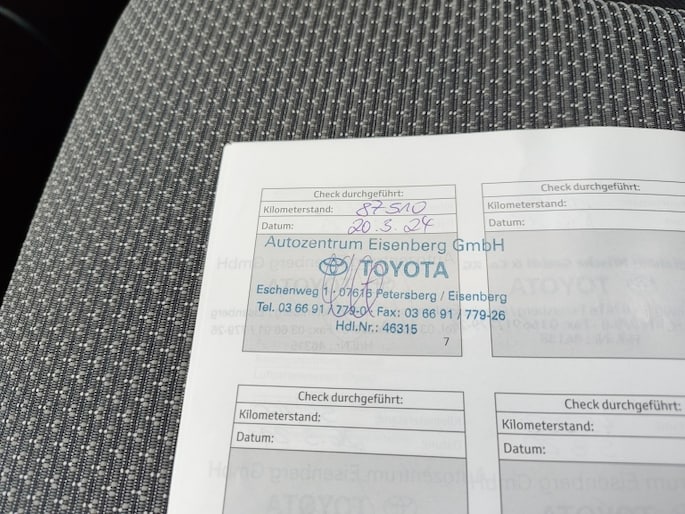 Check durchgeführt:
Kilometerstand: 87510
Datum: 20.3.24
Autozentrum Eisenberg GmbH
TOYOTA
Eschenweg 1 · 07616 Petersberg / Eisenberg
Tel. 03 66 91 / 779-0 · Fax: 03 66 91 / 779-26
Hdl.Nr.: 46315
7
Check durchgeführt:
Kilometerstand:
Datum:
Check durchgeführt:
Kilometerstand:
Datum:
Check durchgeführt:
Kilometerstand:
Datum: